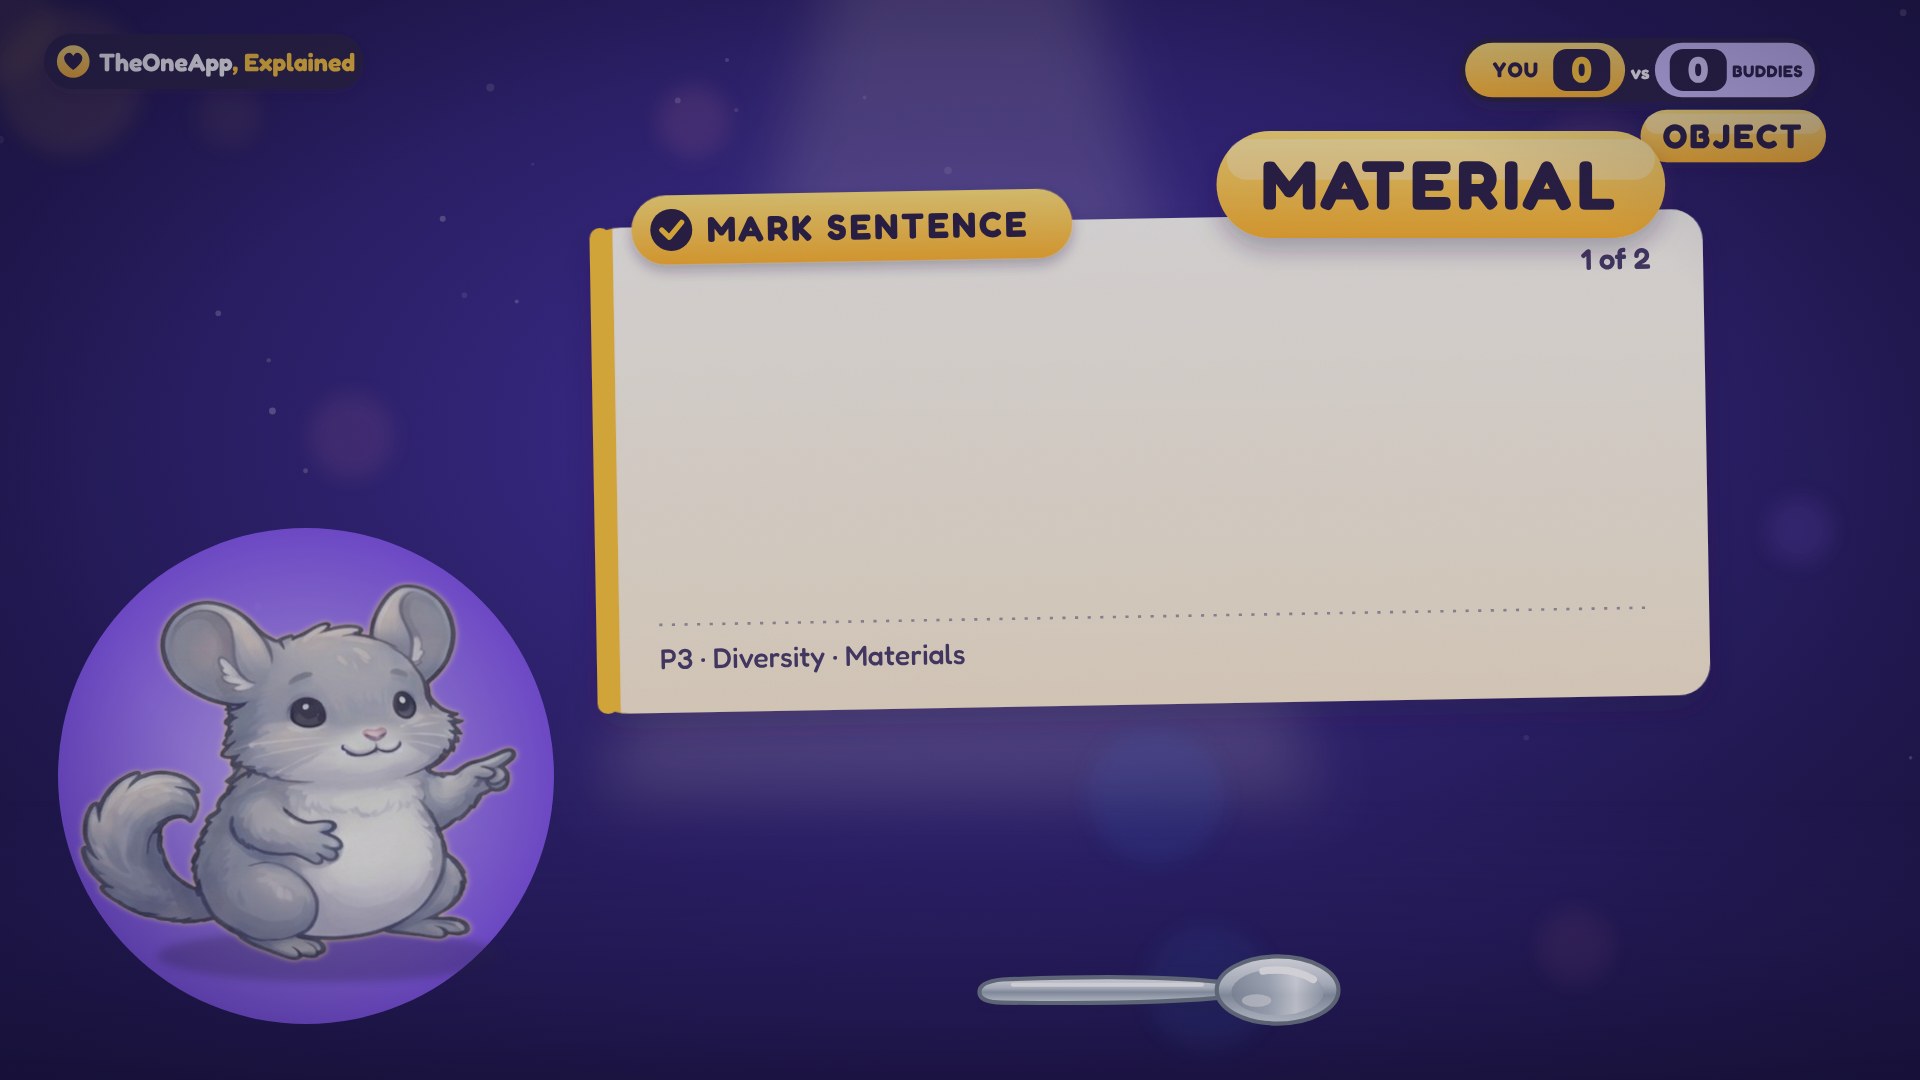 TheOneApp, Explained
YOU 0 vs 0 BUDDIES
OBJECT
MATERIAL
MARK SENTENCE
1 of 2
P3 · Diversity · Materials